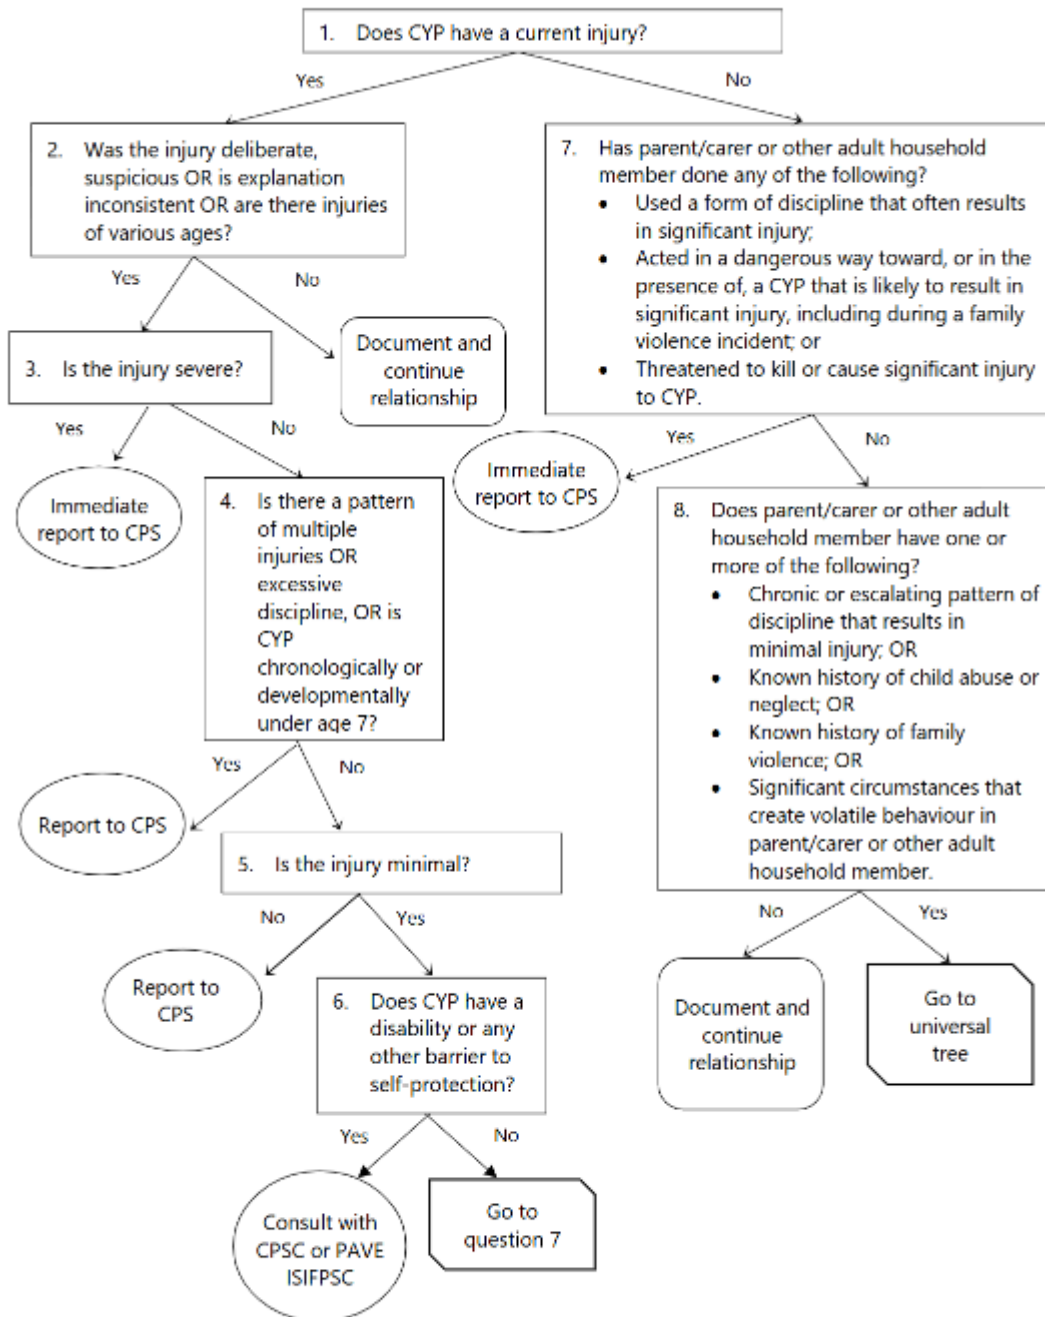 1. Does CYP have a current injury?
Yes
No
2. Was the injury deliberate,
suspicious OR is explanation
inconsistent OR are there injuries
of various ages?
7. Has parent/carer or other adult household
member done any of the following?
• Used a form of discipline that often results
in significant injury;
• Acted in a dangerous way toward, or in the
presence of, a CYP that is likely to result in
significant injury, including during a family
violence incident; or
• Threatened to kill or cause significant injury
to CYP.
Yes
No
3. Is the injury severe?
Document and
continue
relationship
Yes
No
Yes
No
Immediate
report to CPS
4. Is there a pattern
of multiple
injuries OR
excessive
discipline, OR is
CYP
chronologically or
developmentally
under age 7?
Immediate
report to CPS
8. Does parent/carer or other adult
household member have one or
more of the following?
• Chronic or escalating pattern of
discipline that results in
minimal injury; OR
• Known history of child abuse or
neglect; OR
• Known history of family
violence; OR
• Significant circumstances that
create volatile behaviour in
parent/carer or other adult
household member.
Yes
No
Report to CPS
5. Is the injury minimal?
No
Yes
No
Yes
Report to
CPS
6. Does CYP have a
disability or any
other barrier to
self-protection?
Document and
continue
relationship
Go to
universal
tree
Yes
No
Consult with
CPSC or PAVE
ISIFPSC
Go to
question 7